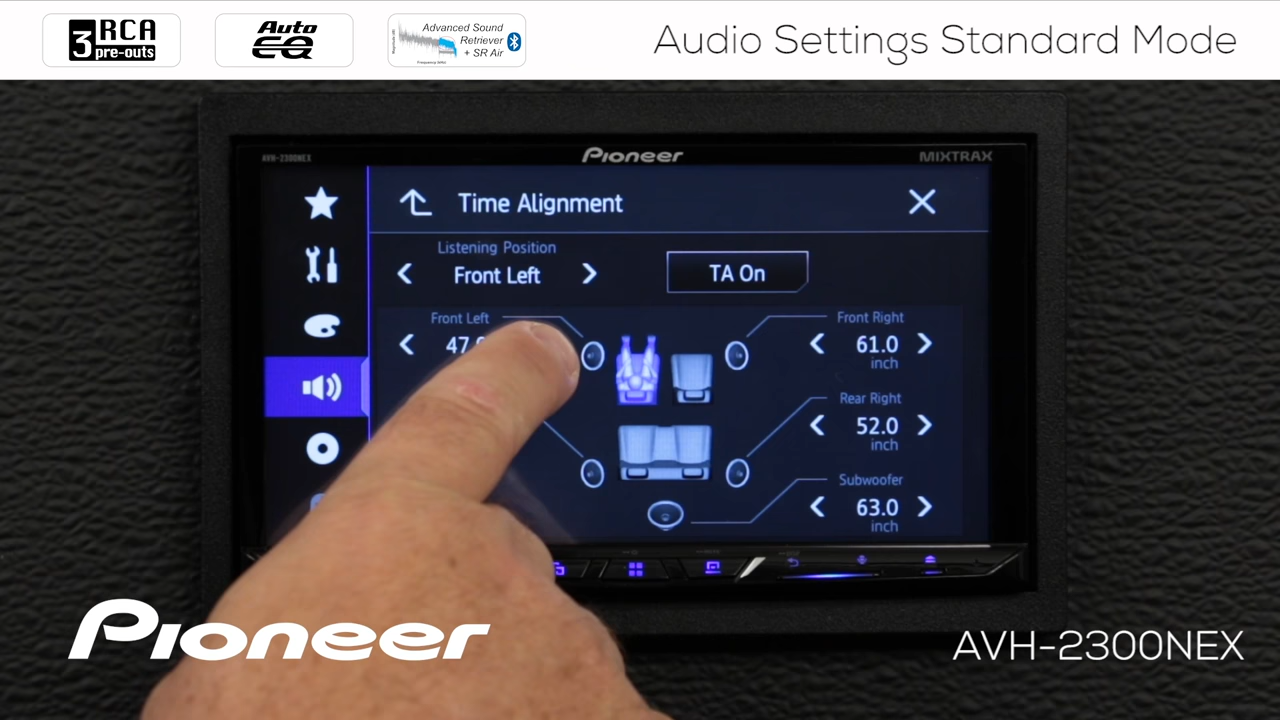 3 RCA
pre-outs
Auto
EQ
Advanced Sound
Retriever
+ SR Air
Audio Settings Standard Mode
AVH-2300NEX
Pioneer
MIXTRAX
Time Alignment
Listening Position
Front Left
TA On
Front Left
47.
Front Right
61.0
inch
Rear Right
52.0
inch
Subwoofer
63.0
inch
Pioneer
AVH-2300NEX